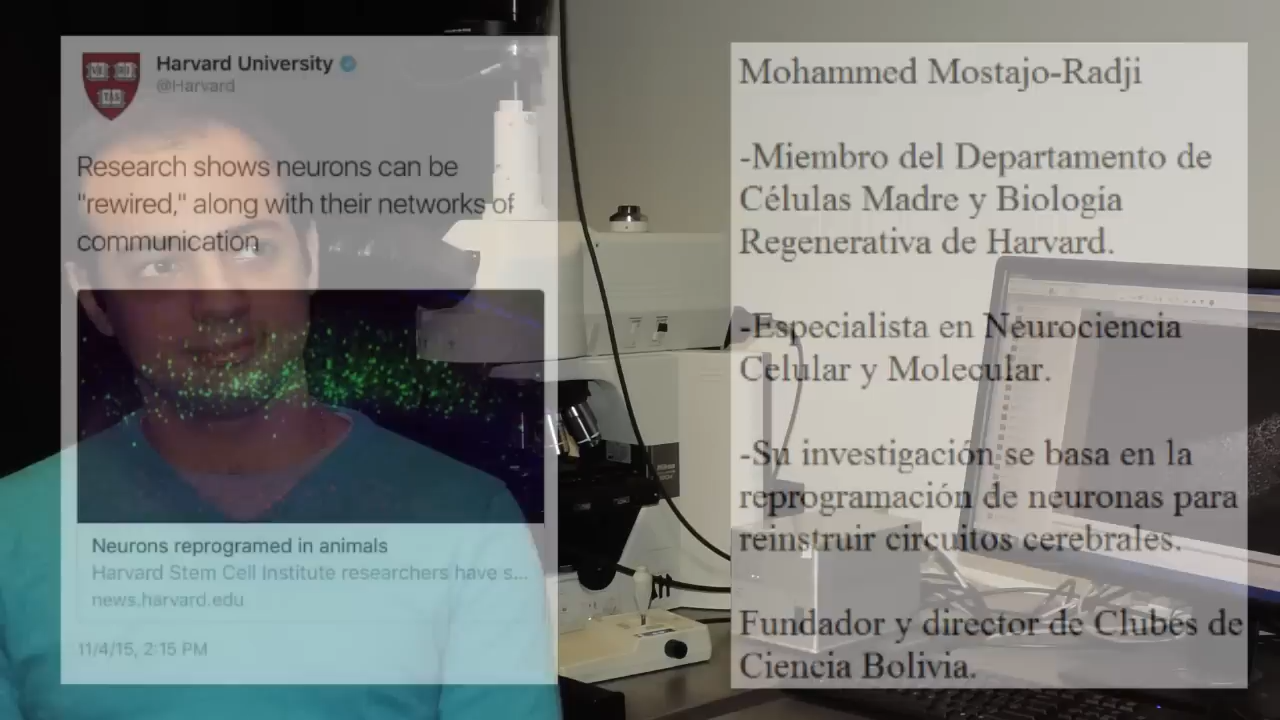 Harvard University
@Harvard
Research shows neurons can be
"rewired," along with their networks of
communication
Neurons reprogramed in animals
Harvard Stem Cell Institute researchers have s...
news.harvard.edu
11/4/15, 2:15 PM
Mohammed Mostajo-Radji
-Miembro del Departamento de
Células Madre y Biología
Regenerativa de Harvard.
-Especialista en Neurociencia
Celular y Molecular.
-Su investigación se basa en la
reprogramación de neuronas para
reinstruir circuitos cerebrales.
Fundador y director de Clubes de
Ciencia Bolivia.